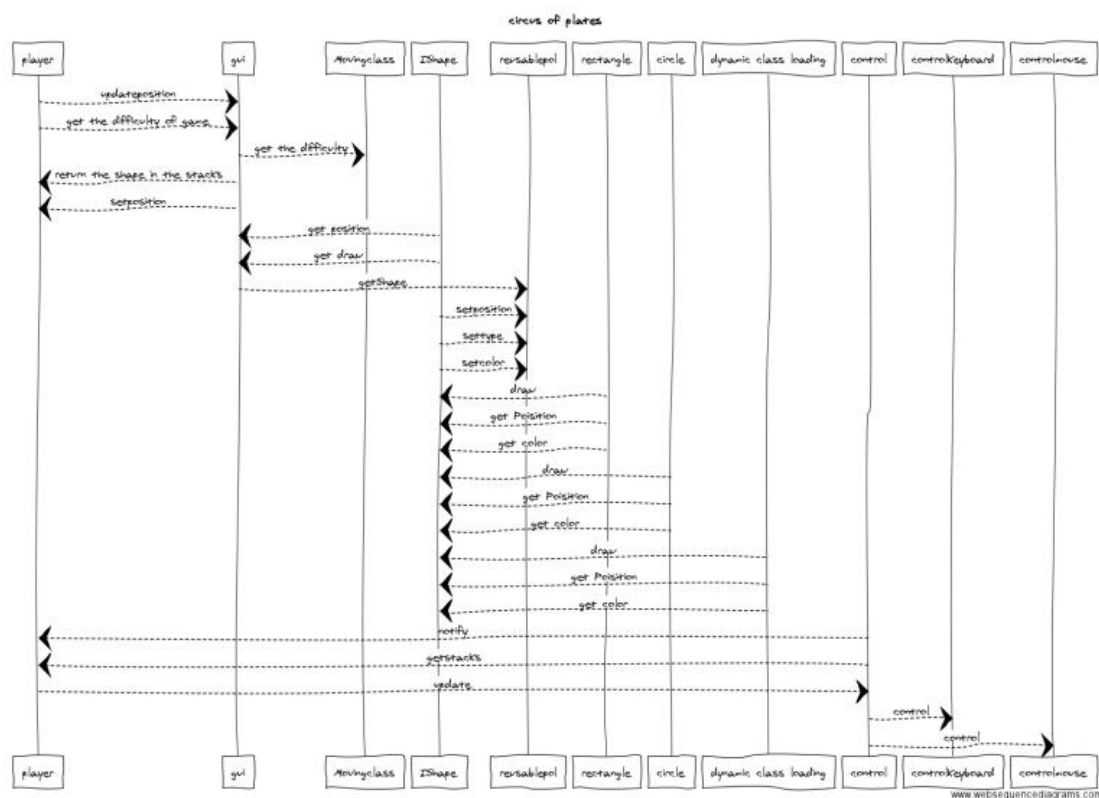 circus of plates
player gui Movingclass IShape reusablepol rectangle circle dynamic class loading control controlKeyboard controlmouse
updateposition
get the difficulty of game
get the difficulty
return the shape in the stacks
setposition
get position
get draw
getShape
setposition
settype
setcolor
draw
get Poisition
get color
draw
get Poisition
get color
draw
get Poisition
get color
notify
getstacks
update
control
control
player gui Movingclass IShape reusablepol rectangle circle dynamic class loading control controlKeyboard controlmouse
www.websequencediagrams.com